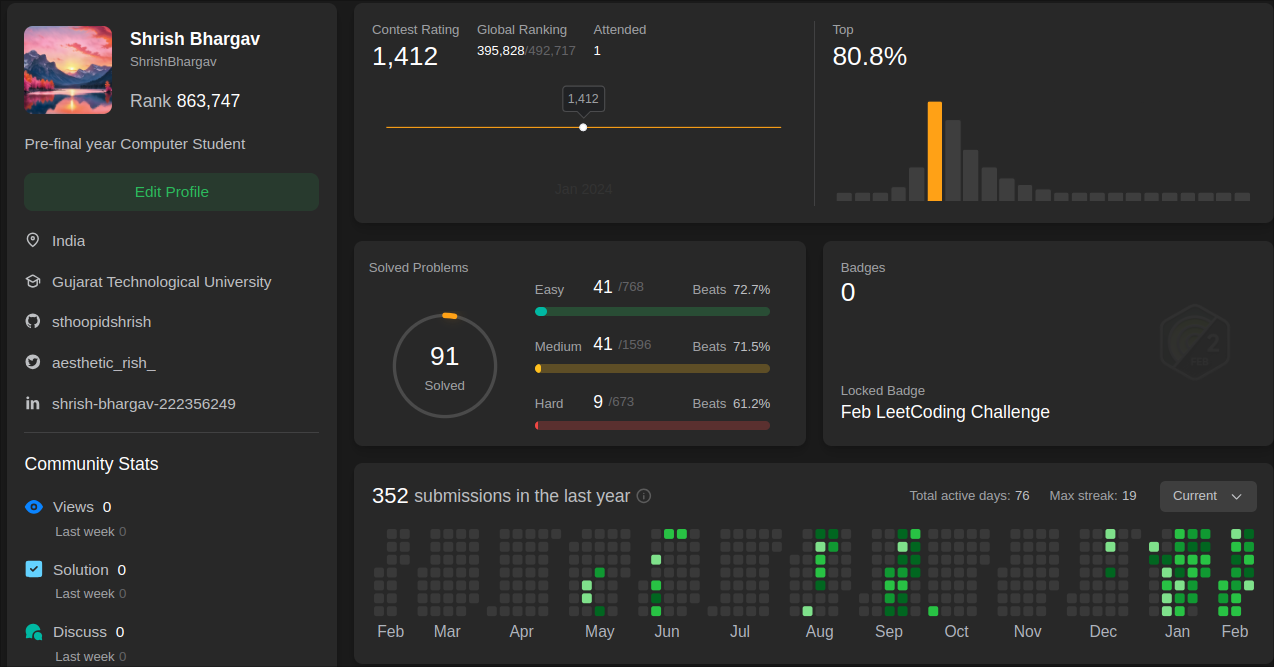 Shrish Bhargav
ShrishBhargav
Rank 863,747
Pre-final year Computer Student
Edit Profile
India
Gujarat Technological University
sthoopidshrish
aesthetic_rish_
shrish-bhargav-222356249
Community Stats
Views 0
Last week 0
Solution 0
Last week 0
Discuss 0
Last week 0
Contest Rating Global Ranking Attended
1,412 395,828/492,717 1
1,412
Jan 2024
Top
80.8%
Solved Problems
91
Solved
Easy 41 /768 Beats 72.7%
Medium 41 /1596 Beats 71.5%
Hard 9 /673 Beats 61.2%
Badges
0
2
Locked Badge
Feb LeetCoding Challenge
352 submissions in the last year Total active days: 76 Max streak: 19 Current
Feb Mar Apr May Jun Jul Aug Sep Oct Nov Dec Jan Feb